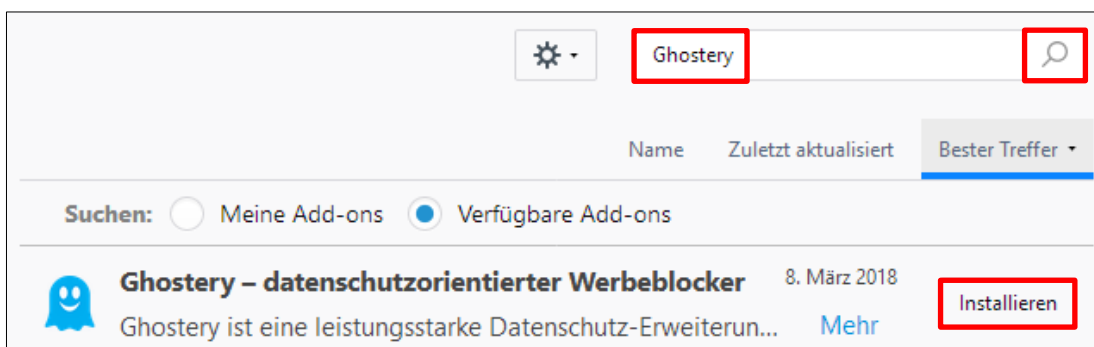 Ghostery
Name Zuletzt aktualisiert Bester Treffer
Suchen: Meine Add-ons Verfügbare Add-ons
Ghostery – datenschutzorientierter Werbeblocker 8. März 2018
Installieren
Ghostery ist eine leistungsstarke Datenschutz-Erweiterun... Mehr